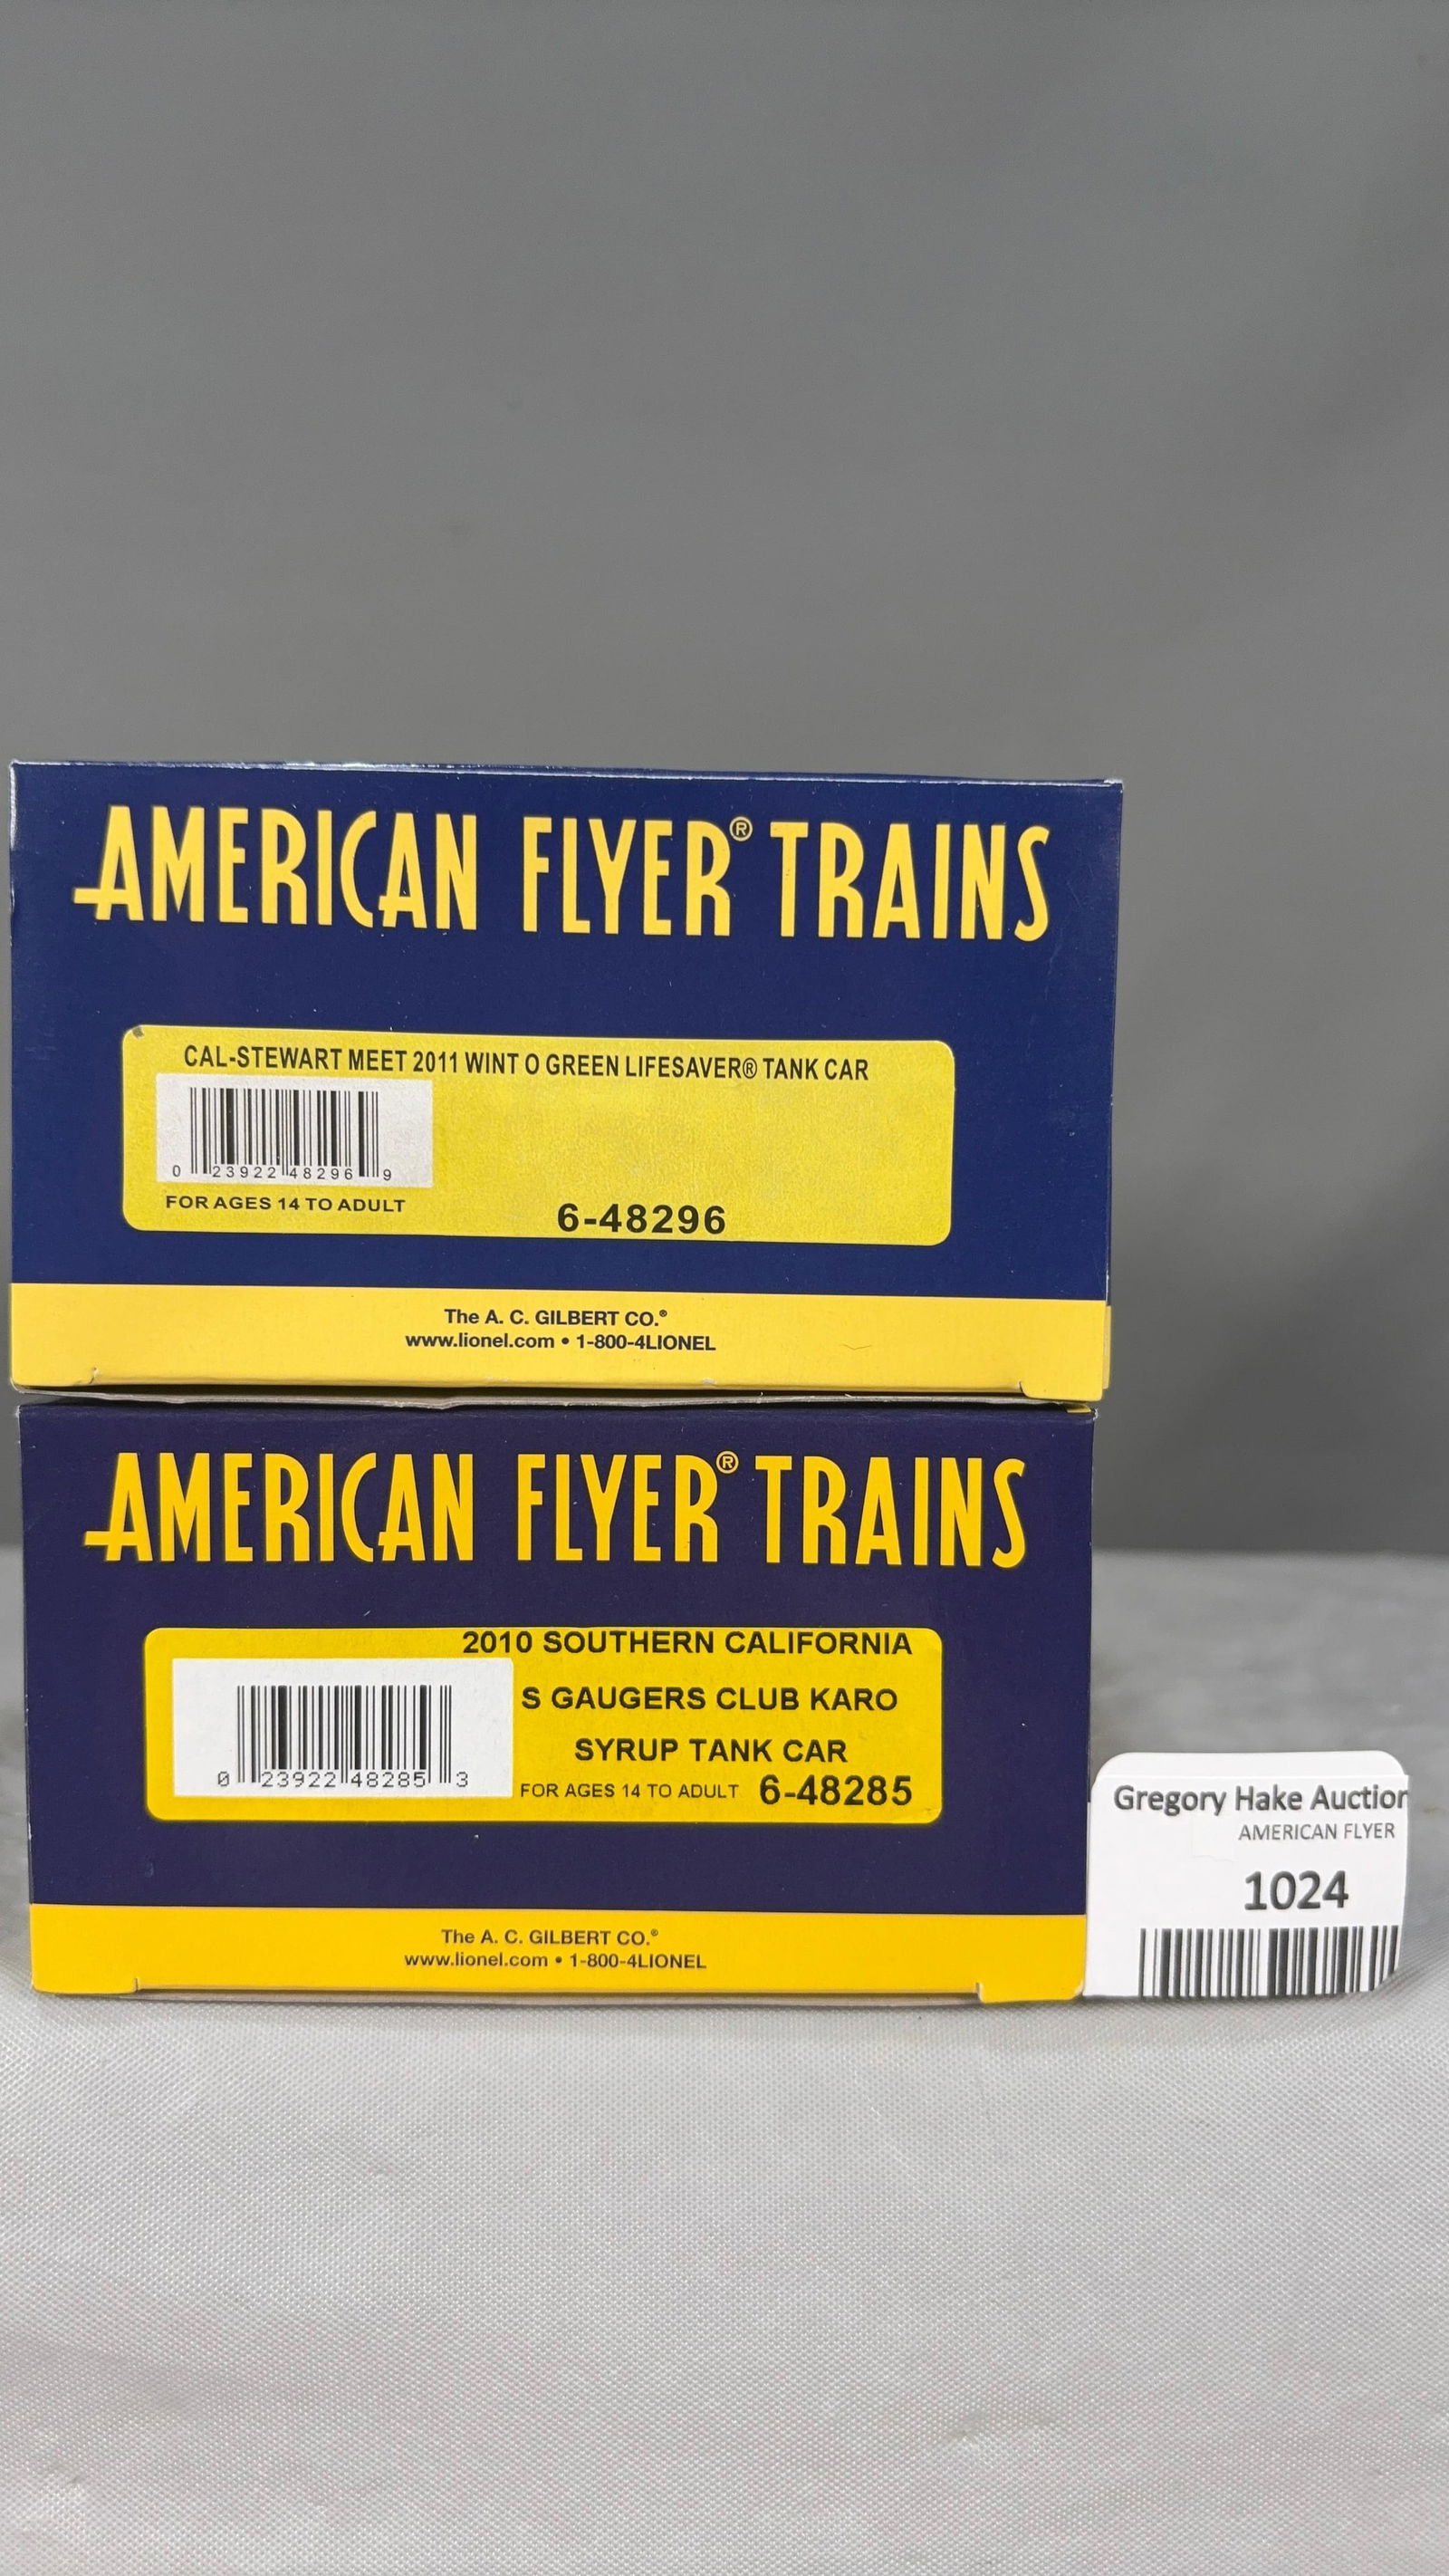 AMERICAN FLYER® TRAINS
CAL-STEWART MEET 2011 WINT O GREEN LIFESAVER® TANK CAR
0 23922 48296 9
FOR AGES 14 TO ADULT
6-48296
The A. C. GILBERT CO.®
www.lionel.com • 1-800-4LIONEL
AMERICAN FLYER® TRAINS
2010 SOUTHERN CALIFORNIA
S GAUGERS CLUB KARO
SYRUP TANK CAR
0 23922 48285 3
FOR AGES 14 TO ADULT 6-48285
The A. C. GILBERT CO.®
www.lionel.com • 1-800-4LIONEL
Gregory Hake Auction
AMERICAN FLYER
1024